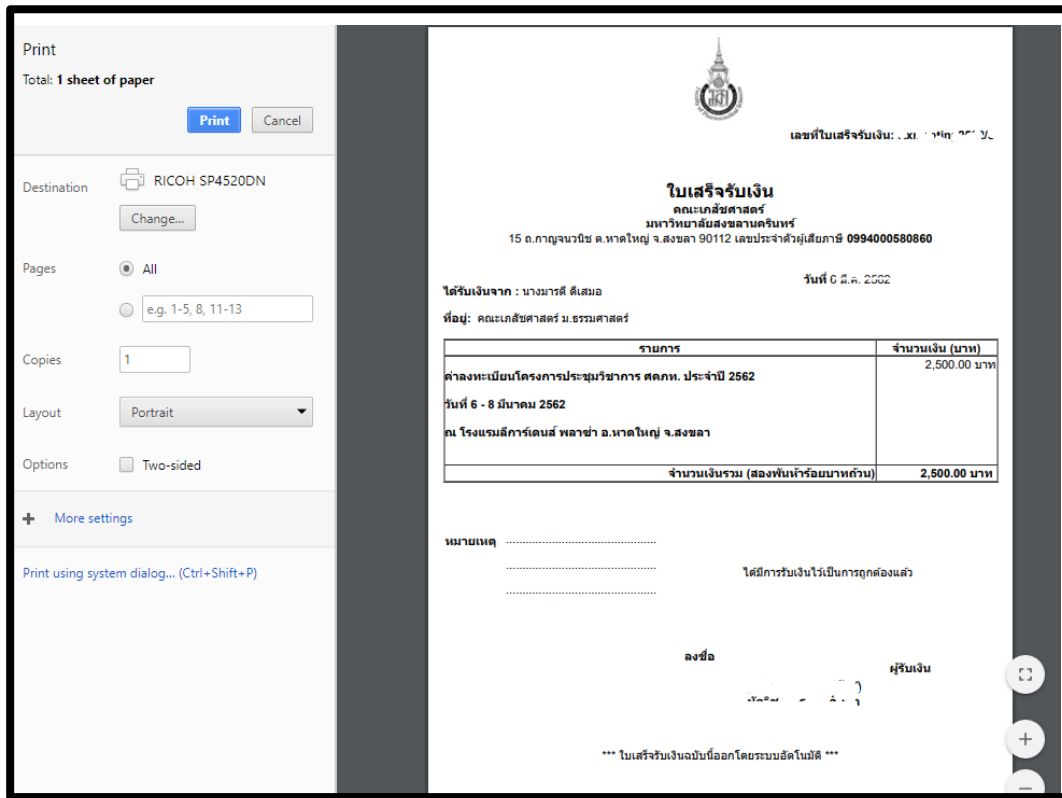 Print
Total: 1 sheet of paper
Print Cancel
Destination RICOH SP4520DN
Change...
Pages All
e.g. 1-5, 8, 11-13
Copies 1
Layout Portrait
Options Two-sided
+ More settings
Print using system dialog... (Ctrl+Shift+P)
เลขที่ใบเสร็จรับเงิน:
ใบเสร็จรับเงิน
คณะเภสัชศาสตร์
มหาวิทยาลัยสงขลานครินทร์
15 ถ.กาญจนวนิช ต.หาดใหญ่ จ.สงขลา 90112 เลขประจำตัวผู้เสียภาษี 0994000580860
วันที่ 6 มี.ค. 2562
ได้รับเงินจาก : นางมารดี ดีเสมอ
ที่อยู่: คณะเภสัชศาสตร์ ม.ธรรมศาสตร์
รายการ จำนวนเงิน (บาท)
ค่าลงทะเบียนโครงการประชุมวิชาการ ศศภท. ประจำปี 2562 2,500.00 บาท
วันที่ 6 - 8 มีนาคม 2562
ณ โรงแรมลีการ์เดนส์ พลาซ่า อ.หาดใหญ่ จ.สงขลา
จำนวนเงินรวม (สองพันห้าร้อยบาทถ้วน) 2,500.00 บาท
หมายเหตุ ..............................................
..............................................
ได้มีการรับเงินไว้เป็นการถูกต้องแล้ว
..............................................
ลงชื่อ ผู้รับเงิน
*** ใบเสร็จรับเงินฉบับนี้ออกโดยระบบอัตโนมัติ ***